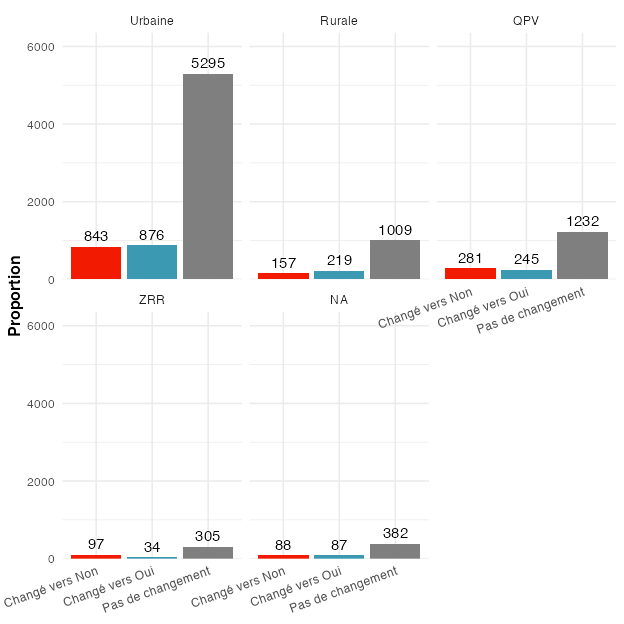 Urbaine
Rurale
QPV
6000
4000
2000
0
5295
843
876
157
219
1009
281
245
1232
Changé vers Non
Changé vers Oui
Pas de changement
Proportion
ZRR
NA
6000
4000
2000
0
97
34
305
88
87
382
Changé vers Non
Changé vers Oui
Pas de changement
Changé vers Non
Changé vers Oui
Pas de changement